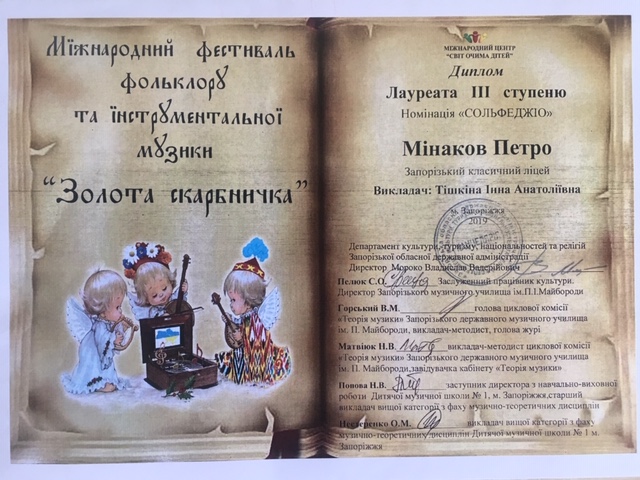 Міжнародний фестиваль
фольклору
та інструментальної
музики
“Золота скарбничка”
МІЖНАРОДНИЙ ЦЕНТР
“СВІТ ОЧИМА ДІТЕЙ”
Диплом
Лауреата III ступеню
Номінація «СОЛЬФЕДЖІО»
Мінаков Петро
Запорізький класичний ліцей
Викладач: Тішкіна Інна Анатоліївна
м. Запоріжжя
2019
Департамент культури, туризму, національностей та релігій
Запорізької обласної державної адміністрації
Директор Мороко Владислав Валерійович
Пелюк С.О. Заслужений працівник культури.
Директор Запорізького музичного училища ім.П.І.Майбороди
Горський В.М. голова циклової комісії
«Теорія музики» Запорізького державного музичного училища
ім. П. Майбороди, викладач-методист, голова журі
Матвіюк Н.В. викладач-методист циклової комісії
«Теорія музики» Запорізького державного музичного училища
ім. П. Майбороди,завідувачка кабінету «Теорія музики»
Попова Н.В. заступник директора з навчально-виховної
роботи Дитячої музичної школи № 1, м. Запоріжжя,старший
викладач вищої категорії з фаху музично-теоретичних дисциплін
Нестеренко О.М. викладач вищої категорії з фаху
музично-теоретичних дисциплін Дитячої музичної школи № 1 м.
Запоріжжя